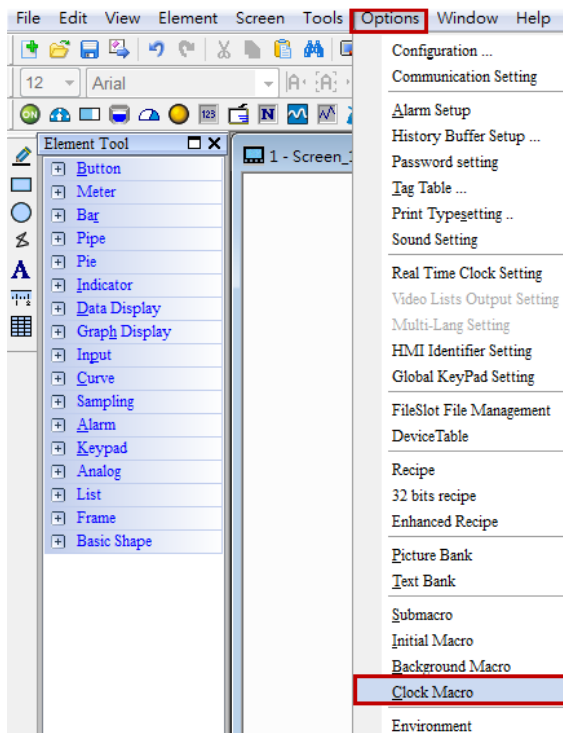 File Edit View Element Screen Tools Options Window Help
12 Arial
ON 123 N
Element Tool
1 - Screen_1
Button
Meter
Bar
Pipe
Pie
Indicator
Data Display
Graph Display
Input
Curve
Sampling
Alarm
Keypad
Analog
List
Frame
Basic Shape
A
Configuration ...
Communication Setting
Alarm Setup
History Buffer Setup ...
Password setting
Tag Table ...
Print Typesetting ..
Sound Setting
Real Time Clock Setting
Video Lists Output Setting
Multi-Lang Setting
HMI Identifier Setting
Global KeyPad Setting
FileSlot File Management
DeviceTable
Recipe
32 bits recipe
Enhanced Recipe
Picture Bank
Text Bank
Submacro
Initial Macro
Background Macro
Clock Macro
Environment